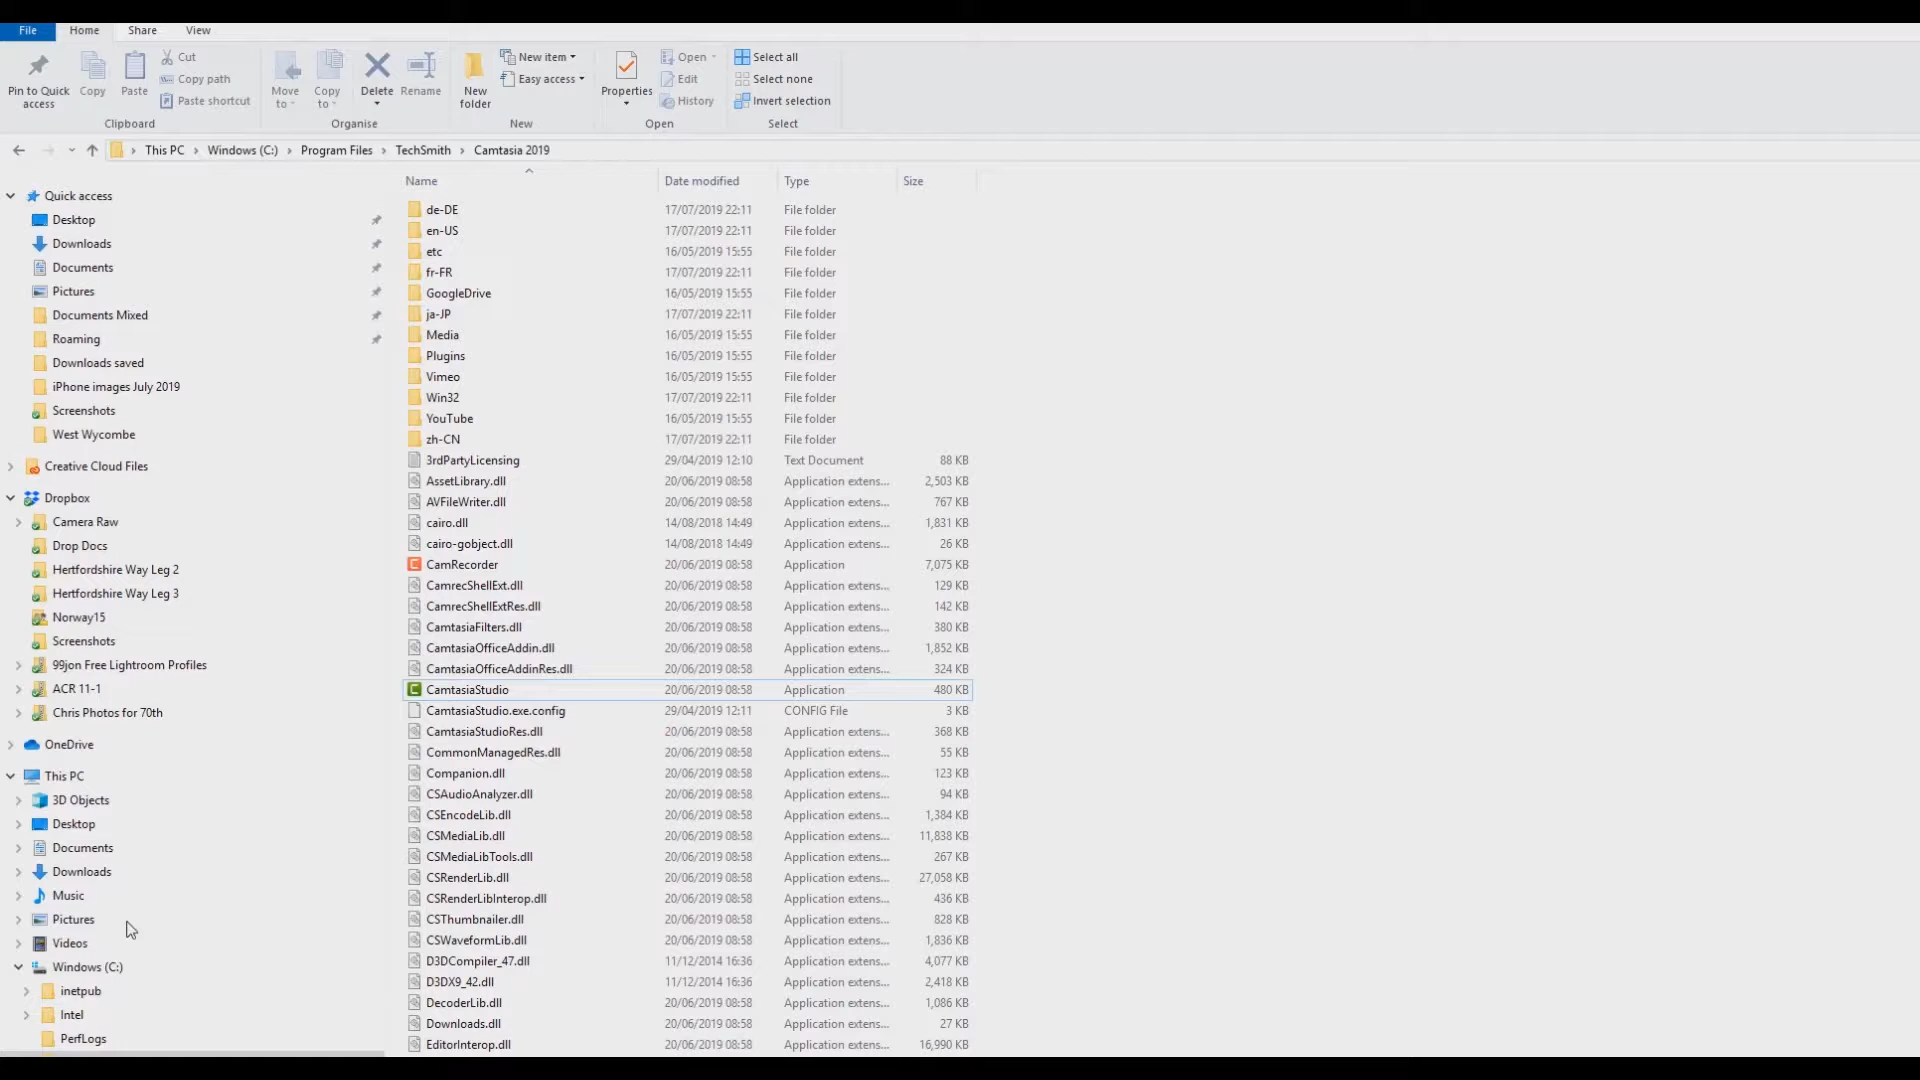 File Home Share View
Pin to Quick access
Copy
Paste
Cut
Copy path
Paste shortcut
Clipboard
Move to
Copy to
Delete
Rename
Organise
New folder
New item
Easy access
New
Properties
Open
Edit
History
Open
Select all
Select none
Invert selection
Select
This PC > Windows (C:) > Program Files > TechSmith > Camtasia 2019
Quick access
Desktop
Downloads
Documents
Pictures
Documents Mixed
Roaming
Downloads saved
iPhone images July 2019
Screenshots
West Wycombe
Creative Cloud Files
Dropbox
Camera Raw
Drop Docs
Hertfordshire Way Leg 2
Hertfordshire Way Leg 3
Norway15
Screenshots
99jon Free Lightroom Profiles
ACR 11-1
Chris Photos for 70th
OneDrive
This PC
3D Objects
Desktop
Documents
Downloads
Music
Pictures
Videos
Windows (C:)
inetpub
Intel
PerfLogs
Name Date modified Type Size
de-DE 17/07/2019 22:11 File folder
en-US 17/07/2019 22:11 File folder
etc 16/05/2019 15:55 File folder
fr-FR 17/07/2019 22:11 File folder
GoogleDrive 16/05/2019 15:55 File folder
ja-JP 17/07/2019 22:11 File folder
Media 16/05/2019 15:55 File folder
Plugins 16/05/2019 15:55 File folder
Vimeo 16/05/2019 15:55 File folder
Win32 17/07/2019 22:11 File folder
YouTube 16/05/2019 15:55 File folder
zh-CN 17/07/2019 22:11 File folder
3rdPartyLicensing 29/04/2019 12:10 Text Document 88 KB
AssetLibrary.dll 20/06/2019 08:58 Application extens... 2,503 KB
AVFileWriter.dll 20/06/2019 08:58 Application extens... 767 KB
cairo.dll 14/08/2018 14:49 Application extens... 1,831 KB
cairo-gobject.dll 14/08/2018 14:49 Application extens... 26 KB
CamRecorder 20/06/2019 08:58 Application 7,075 KB
CamrecShellExt.dll 20/06/2019 08:58 Application extens... 129 KB
CamrecShellExtRes.dll 20/06/2019 08:58 Application extens... 142 KB
CamtasiaFilters.dll 20/06/2019 08:58 Application extens... 380 KB
CamtasiaOfficeAddin.dll 20/06/2019 08:58 Application extens... 1,852 KB
CamtasiaOfficeAddinRes.dll 20/06/2019 08:58 Application extens... 324 KB
CamtasiaStudio 20/06/2019 08:58 Application 480 KB
CamtasiaStudio.exe.config 29/04/2019 12:11 CONFIG File 3 KB
CamtasiaStudioRes.dll 20/06/2019 08:58 Application extens... 368 KB
CommonManagedRes.dll 20/06/2019 08:58 Application extens... 55 KB
Companion.dll 20/06/2019 08:58 Application extens... 123 KB
CSAudioAnalyzer.dll 20/06/2019 08:58 Application extens... 94 KB
CSEncodeLib.dll 20/06/2019 08:58 Application extens... 1,384 KB
CSMediaLib.dll 20/06/2019 08:58 Application extens... 11,838 KB
CSMediaLibTools.dll 20/06/2019 08:58 Application extens... 267 KB
CSRenderLib.dll 20/06/2019 08:58 Application extens... 27,058 KB
CSRenderLibInterop.dll 20/06/2019 08:58 Application extens... 436 KB
CSThumbnailer.dll 20/06/2019 08:58 Application extens... 828 KB
CSWaveformLib.dll 20/06/2019 08:58 Application extens... 1,836 KB
D3DCompiler_47.dll 11/12/2014 16:36 Application extens... 4,077 KB
D3DX9_42.dll 11/12/2014 16:36 Application extens... 2,418 KB
DecoderLib.dll 20/06/2019 08:58 Application extens... 1,086 KB
Downloads.dll 20/06/2019 08:58 Application extens... 27 KB
EditorInterop.dll 20/06/2019 08:58 Application extens... 16,990 KB